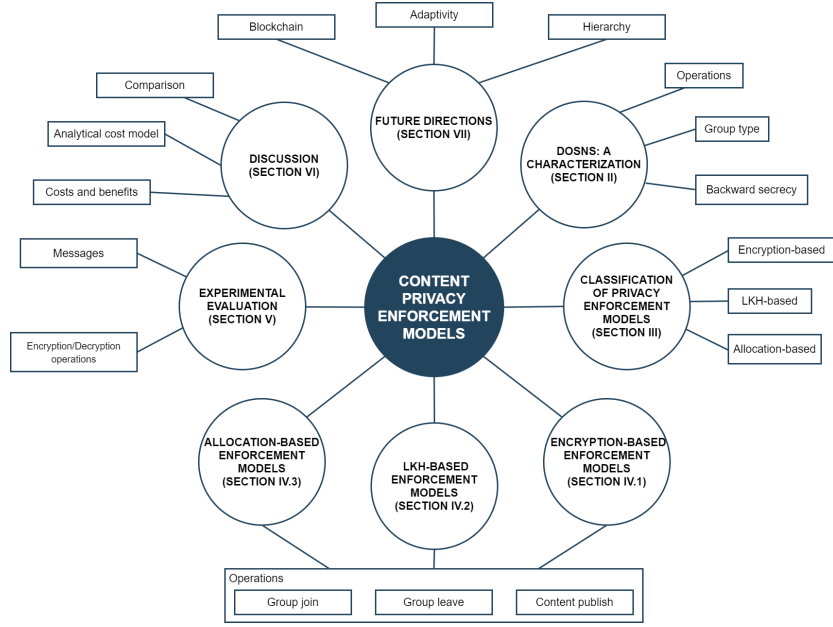 Blockchain
Adaptivity
Hierarchy
FUTURE DIRECTIONS
(SECTION VII)
Comparison
Analytical cost model
Costs and benefits
DISCUSSION
(SECTION VI)
Operations
Group type
Backward secrecy
DOSNS: A
CHARACTERIZATION
(SECTION II)
Messages
Encryption/Decryption
operations
EXPERIMENTAL
EVALUATION
(SECTION V)
CONTENT
PRIVACY
ENFORCEMENT
MODELS
CLASSIFICATION
OF PRIVACY
ENFORCEMENT
MODELS
(SECTION III)
Encryption-based
LKH-based
Allocation-based
ALLOCATION-BASED
ENFORCEMENT
MODELS
(SECTION IV.3)
LKH-BASED
ENFORCEMENT
MODELS
(SECTION IV.2)
ENCRYPTION-BASED
ENFORCEMENT
MODELS
(SECTION IV.1)
Operations
Group join
Group leave
Content publish